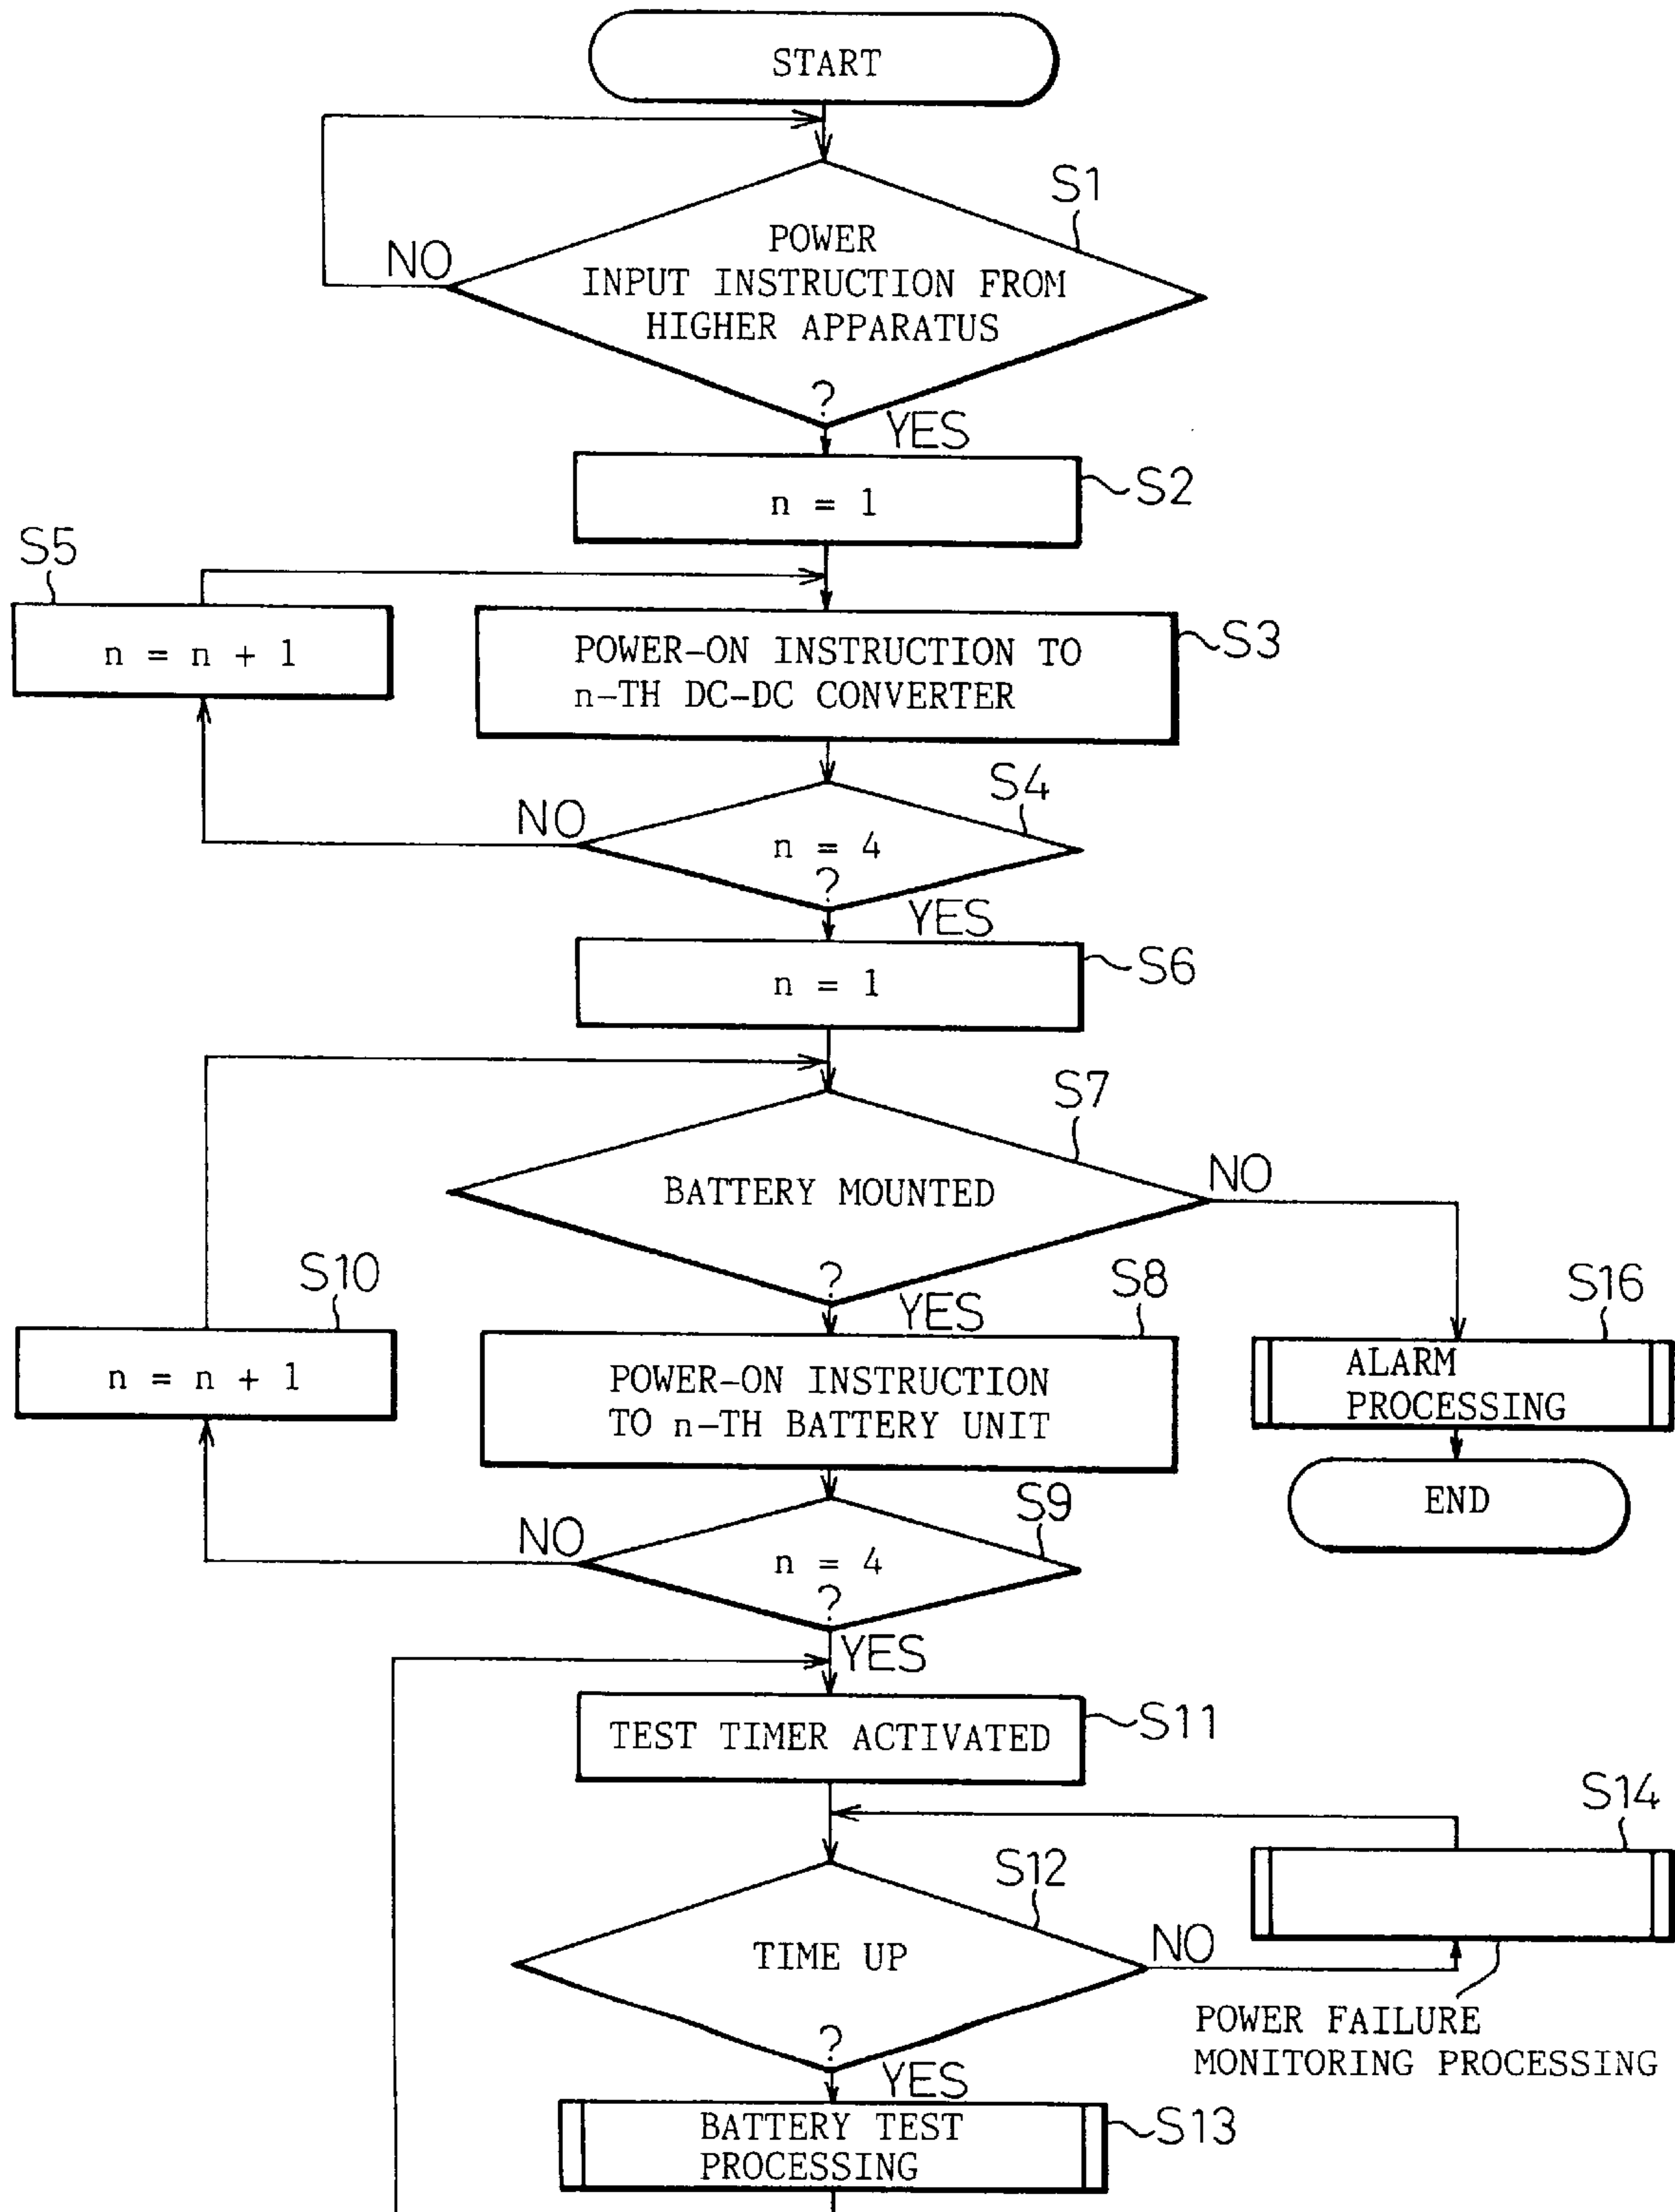 START
S1
NO
POWER
INPUT INSTRUCTION FROM
HIGHER APPARATUS
?
YES
n = 1
S2
S5
n = n + 1
POWER-ON INSTRUCTION TO
n-TH DC-DC CONVERTER
S3
S4
NO
n = 4
?
YES
n = 1
S6
S7
BATTERY MOUNTED
NO
?
YES
S10
n = n + 1
S8
POWER-ON INSTRUCTION
TO n-TH BATTERY UNIT
S16
ALARM
PROCESSING
END
S9
NO
n = 4
?
YES
TEST TIMER ACTIVATED
S11
S14
S12
TIME UP
NO
?
YES
POWER FAILURE
MONITORING PROCESSING
BATTERY TEST
PROCESSING
S13